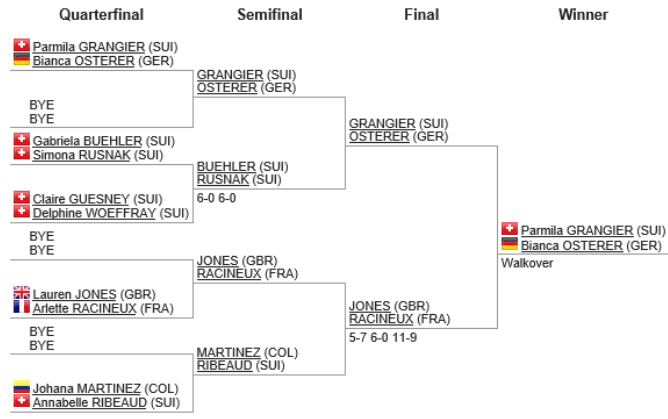 Quarterfinal Semifinal Final Winner
Parmila GRANGIER (SUI)
Bianca OSTERER (GER)
BYE
BYE
Gabriela BUEHLER (SUI)
Simona RUSNAK (SUI)
Claire GUESNEY (SUI)
Delphine WOEFFRAY (SUI)
BYE
BYE
Lauren JONES (GBR)
Arlette RACINEUX (FRA)
BYE
BYE
Johana MARTINEZ (COL)
Annabelle RIBEAUD (SUI)
GRANGIER (SUI)
OSTERER (GER)
BUEHLER (SUI)
RUSNAK (SUI)
6-0 6-0
JONES (GBR)
RACINEUX (FRA)
MARTINEZ (COL)
RIBEAUD (SUI)
GRANGIER (SUI)
OSTERER (GER)
JONES (GBR)
RACINEUX (FRA)
5-7 6-0 11-9
Parmila GRANGIER (SUI)
Bianca OSTERER (GER)
Walkover